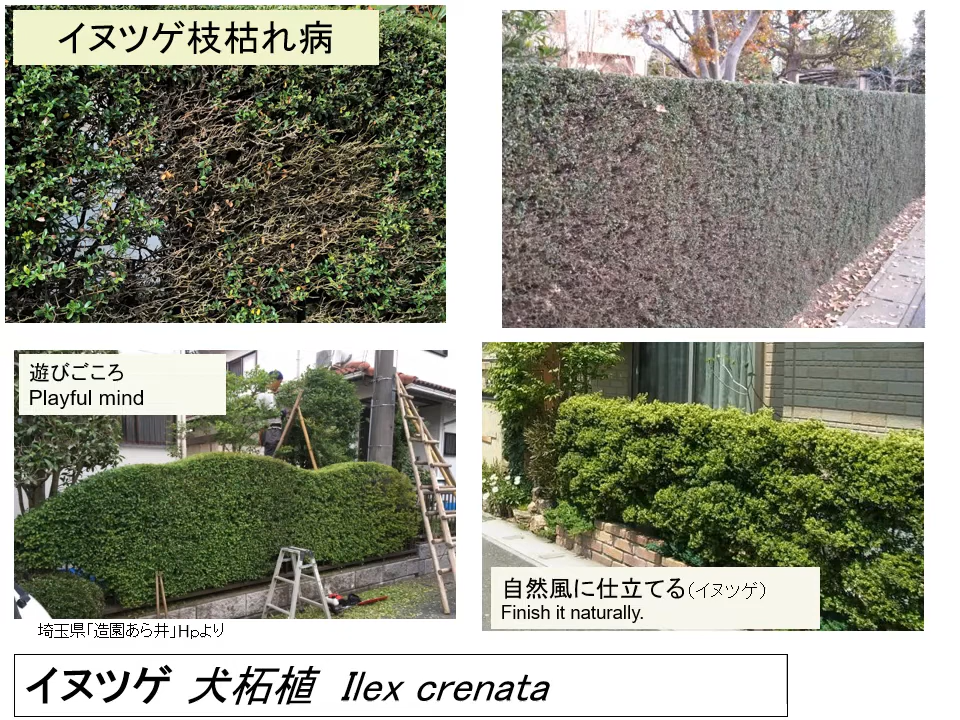 イヌツゲ枝枯れ病
遊びごころ
Playful mind
埼玉県「造園あら井」Hpより
自然風に仕立てる(イヌツゲ)
Finish it naturally.
イヌツゲ 犬柘植 Ilex crenata